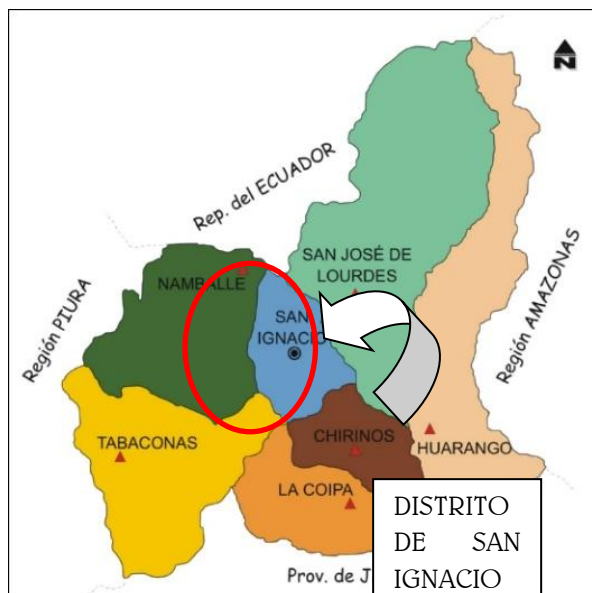 N
Rep. del ECUADOR
SAN JOSÉ DE
LOURDES
NAMBALLE
SAN
IGNACIO
Región PIURA
Región AMAZONAS
TABACONAS
CHIRINOS
HUARANGO
LA COIPA
DISTRITO
DE SAN
IGNACIO
Prov. de J